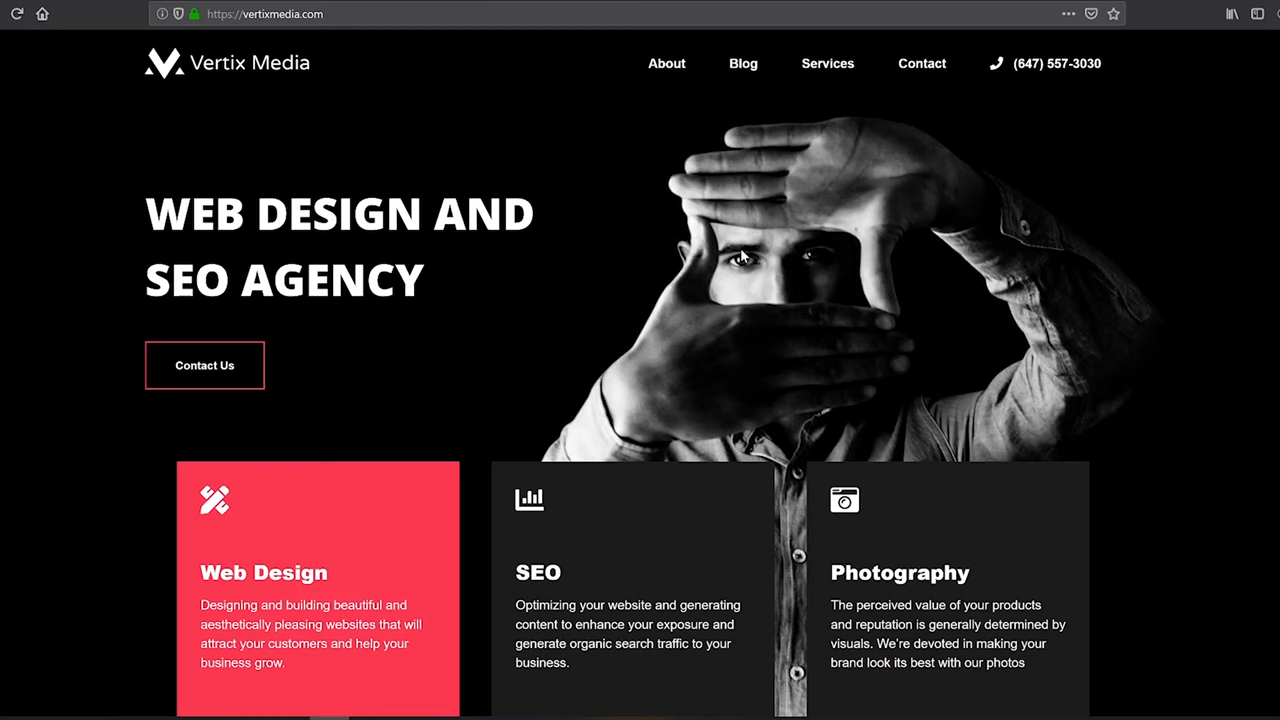 https://vertixmedia.com
Vertix Media
About
Blog
Services
Contact
(647) 557-3030
WEB DESIGN AND
SEO AGENCY
Contact Us
Web Design
Designing and building beautiful and
aesthetically pleasing websites that will
attract your customers and help your
business grow.
SEO
Optimizing your website and generating
content to enhance your exposure and
generate organic search traffic to your
business.
Photography
The perceived value of your products
and reputation is generally determined by
visuals. We're devoted in making your
brand look its best with our photos